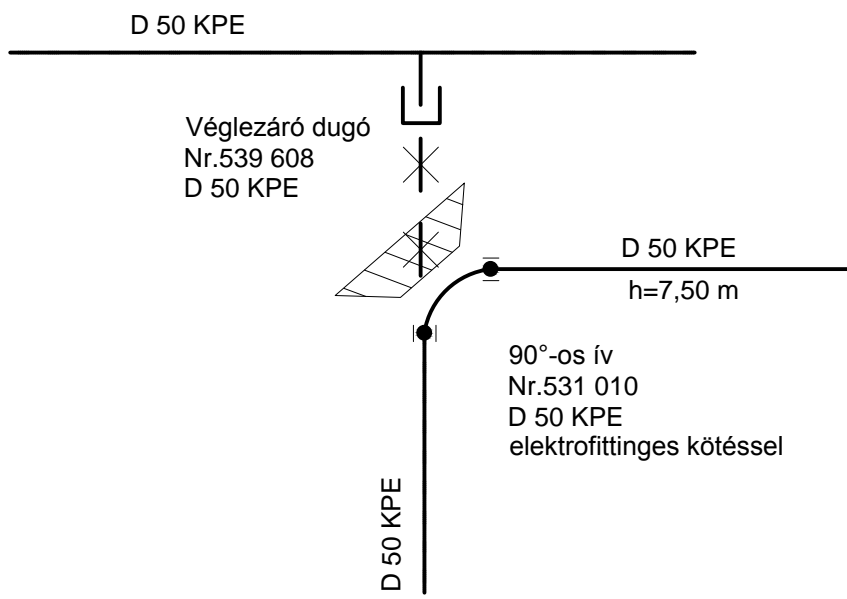 D 50 KPE
Véglezáró dugó
Nr.539 608
D 50 KPE
D 50 KPE
h=7,50 m
90°-os ív
Nr.531 010
D 50 KPE
elektrofittinges kötéssel
D 50 KPE